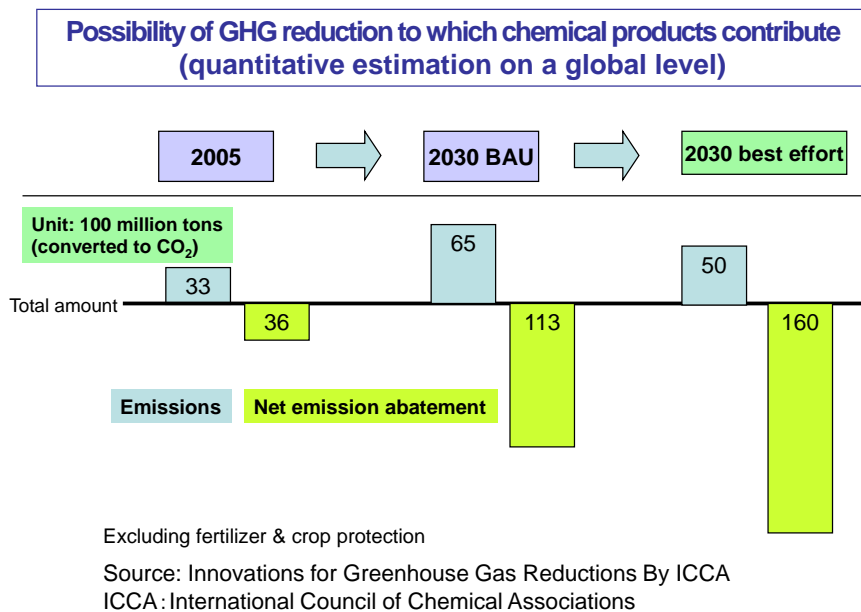 Possibility of GHG reduction to which chemical products contribute
(quantitative estimation on a global level)
2005
2030 BAU
2030 best effort
Unit: 100 million tons
(converted to CO₂)
33
65
50
Total amount
36
113
160
Emissions
Net emission abatement
Excluding fertilizer & crop protection
Source: Innovations for Greenhouse Gas Reductions By ICCA
ICCA：International Council of Chemical Associations